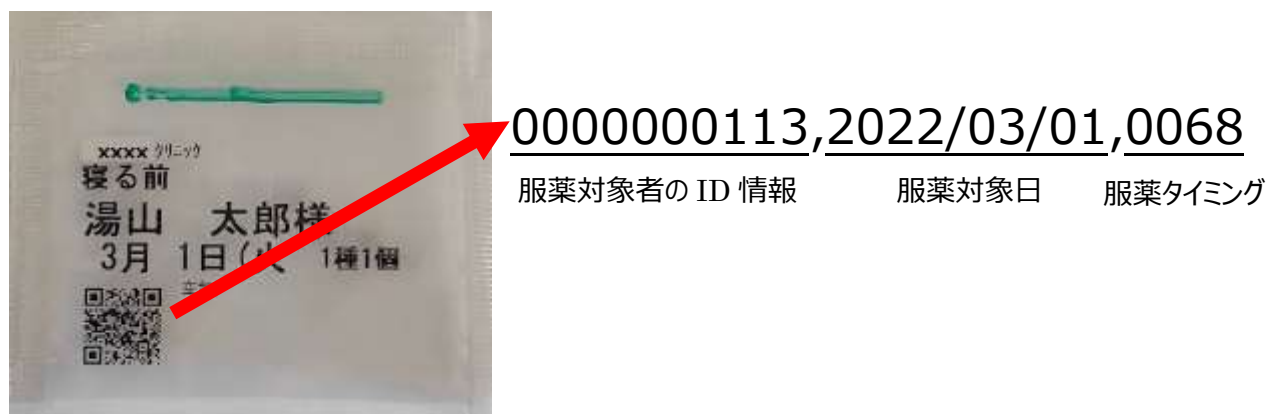 xxxx クリニック
寝る前
湯山 太郎様
3月 1日(火 1種1個
0000000113,2022/03/01,0068
服薬対象者の ID 情報 服薬対象日 服薬タイミング